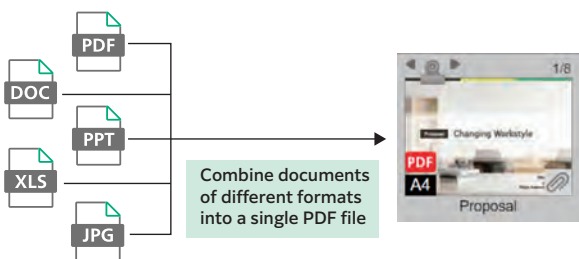 PDF
DOC
PPT
XLS
JPG
Combine documents
of different formats
into a single PDF file
1/8
Changing Workstyle
PDF
A4
Proposal